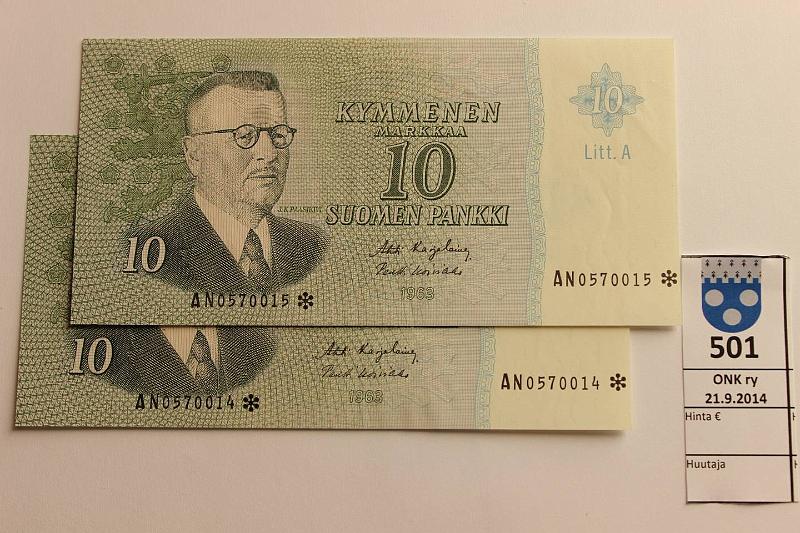 KYMMENEN
MARKKAA
10
SUOMEN PANKKI
10
Litt. A
J.K.PAASIKIVI
10
1963
AN0570015✻
AN0570015✻
10
1963
AN0570014✻
AN0570014✻
501
ONK ry
21.9.2014
Hinta €
Huutaja